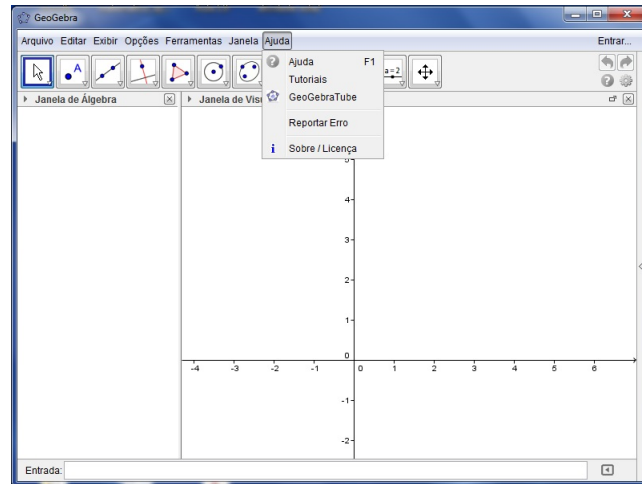 GeoGebra
Arquivo Editar Exibir Opções Ferramentas Janela Ajuda Entrar...
A a=2
Janela de Álgebra Janela de Visu
Ajuda F1
Tutoriais
GeoGebraTube
Reportar Erro
i Sobre / Licença
5
4
3
2
1
0
-4 -3 -2 -1 0 1 2 3 4 5 6
-1
-2
Entrada: